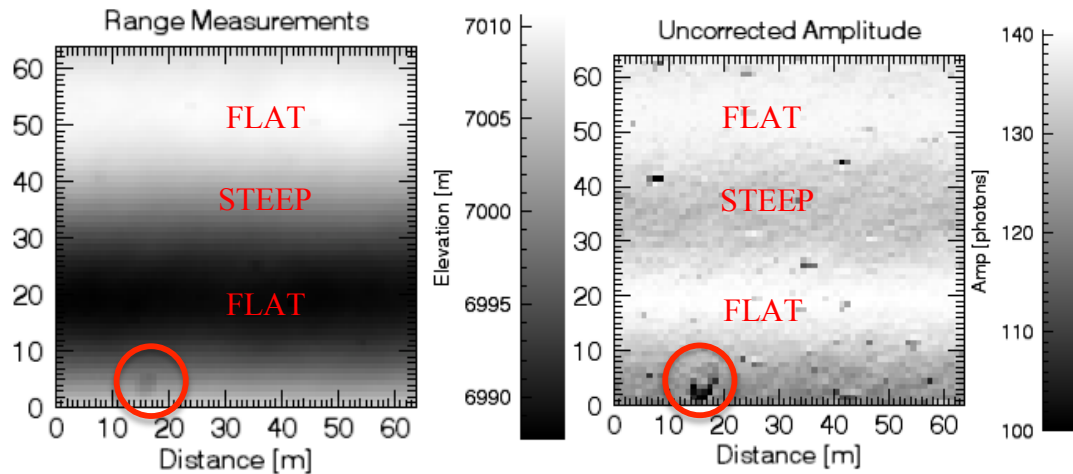 Range Measurements
60
50
40
30
20
10
0
0 10 20 30 40 50 60
Distance [m]
FLAT
STEEP
FLAT
7010
7005
7000
6995
6990
Elevation [m]
Uncorrected Amplitude
60
50
40
30
20
10
0
0 10 20 30 40 50 60
Distance [m]
FLAT
STEEP
FLAT
140
130
120
110
100
Amp [photons]